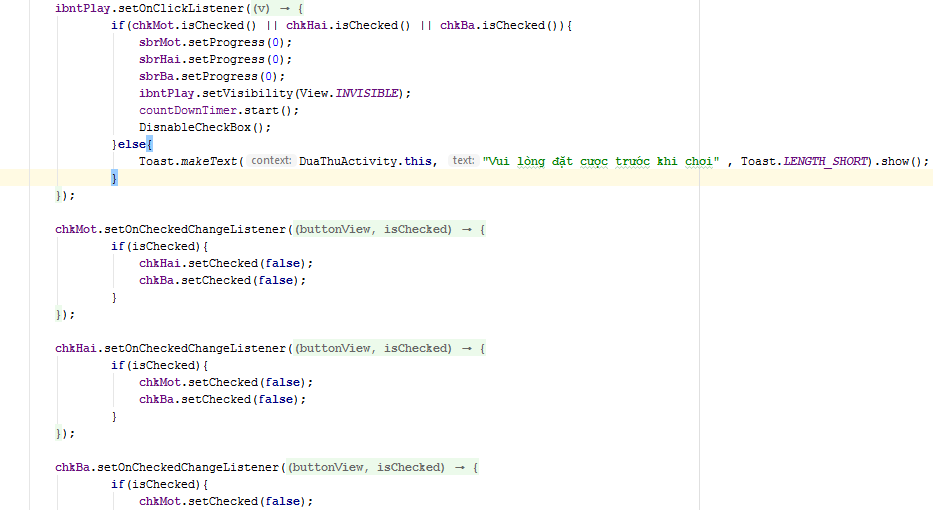 ibntPlay.setOnClickListener((v) → {
if(chkMot.isChecked() || chkHai.isChecked() || chkBa.isChecked()){
sbrMot.setProgress(0);
sbrHai.setProgress(0);
sbrBa.setProgress(0);
ibntPlay.setVisibility(View.INVISIBLE);
countDownTimer.start();
DisnableCheckBox();
}else{
Toast.makeText( context: DuaThuActivity.this, text: "Vui lòng đặt cược trước khi chơi" , Toast.LENGTH_SHORT).show();
}
});
chkMot.setOnCheckedChangeListener((buttonView, isChecked) → {
if(isChecked){
chkHai.setChecked(false);
chkBa.setChecked(false);
}
});
chkHai.setOnCheckedChangeListener((buttonView, isChecked) → {
if(isChecked){
chkMot.setChecked(false);
chkBa.setChecked(false);
}
});
chkBa.setOnCheckedChangeListener((buttonView, isChecked) → {
if(isChecked){
chkMot.setChecked(false);